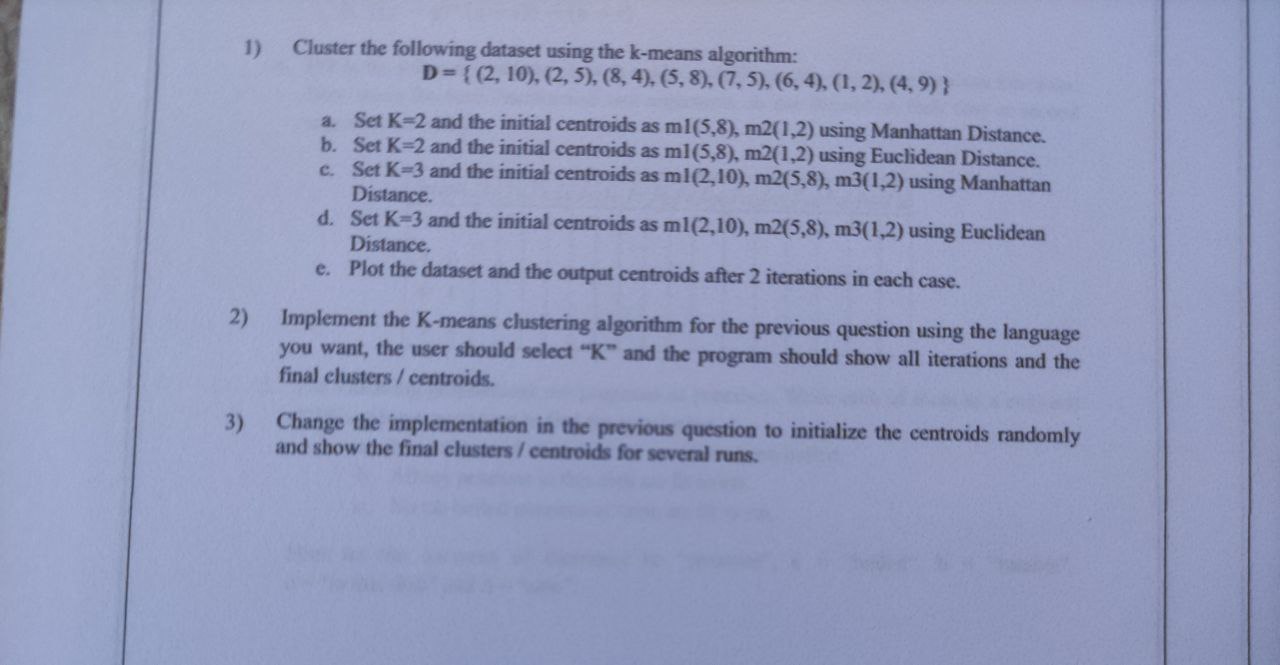 1) Cluster the following dataset using the k-means algorithm:
D= { (2, 10), (2, 5), (8, 4), (5, 8), (7, 5), (6, 4), (1, 2), (4, 9) }
a. Set K=2 and the initial centroids as m1(5,8), m2(1,2) using Manhattan Distance.
b. Set K=2 and the initial centroids as m1(5,8), m2(1,2) using Euclidean Distance.
c. Set K=3 and the initial centroids as m1(2,10), m2(5,8), m3(1,2) using Manhattan
Distance.
d. Set K=3 and the initial centroids as m1(2,10), m2(5,8), m3(1,2) using Euclidean
Distance.
e. Plot the dataset and the output centroids after 2 iterations in each case.
2) Implement the K-means clustering algorithm for the previous question using the language
you want, the user should select “K” and the program should show all iterations and the
final clusters / centroids.
3) Change the implementation in the previous question to initialize the centroids randomly
and show the final clusters / centroids for several runs.